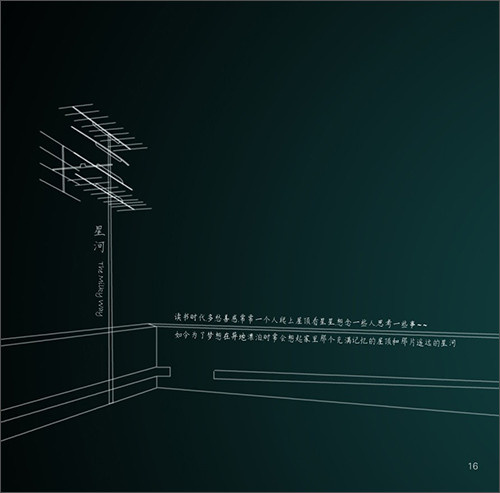 星河 The Milky Way
读书时代多愁善感常常一个人爬上屋顶看星星想念一些人思考一些事~~
如今为了梦想在异地漂泊时常会想起家里那个充满记忆的屋顶和那片遥远的星河
16